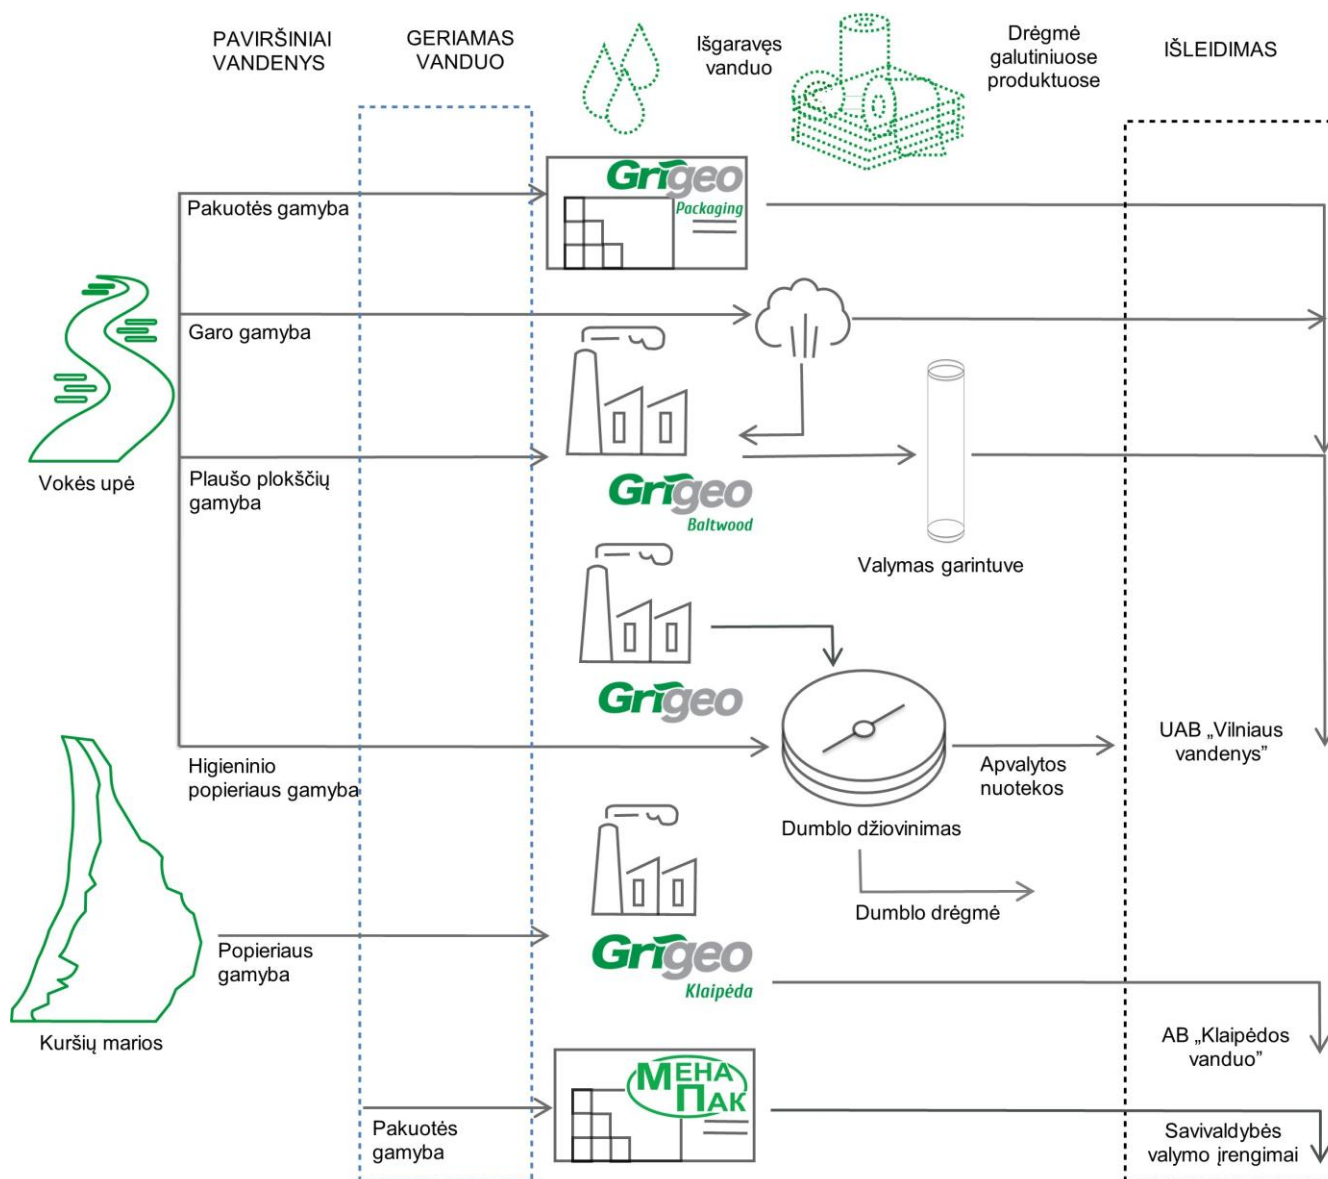 PAVIRŠINIAI
VANDENYS
GERIAMAS
VANDUO
Išgaravęs
vanduo
Drėgmė
galutiniuose
produktuose
IŠLEIDIMAS
Grigeo
Packaging
Pakuotės gamyba
Garo gamyba
Vokės upė
Plaušo plokščių
gamyba
Grigeo
Baltwood
Valymas garintuve
Grigeo
Higieninio
popieriaus gamyba
Apvalytos
nuotekos
UAB „Vilniaus
vandenys”
Dumblo džiovinimas
Dumblo drėgmė
Popieriaus
gamyba
Grigeo
Klaipėda
Kuršių marios
AB „Klaipėdos
vanduo”
МЕНА
ПАК
Pakuotės
gamyba
Savivaldybės
valymo įrengimai